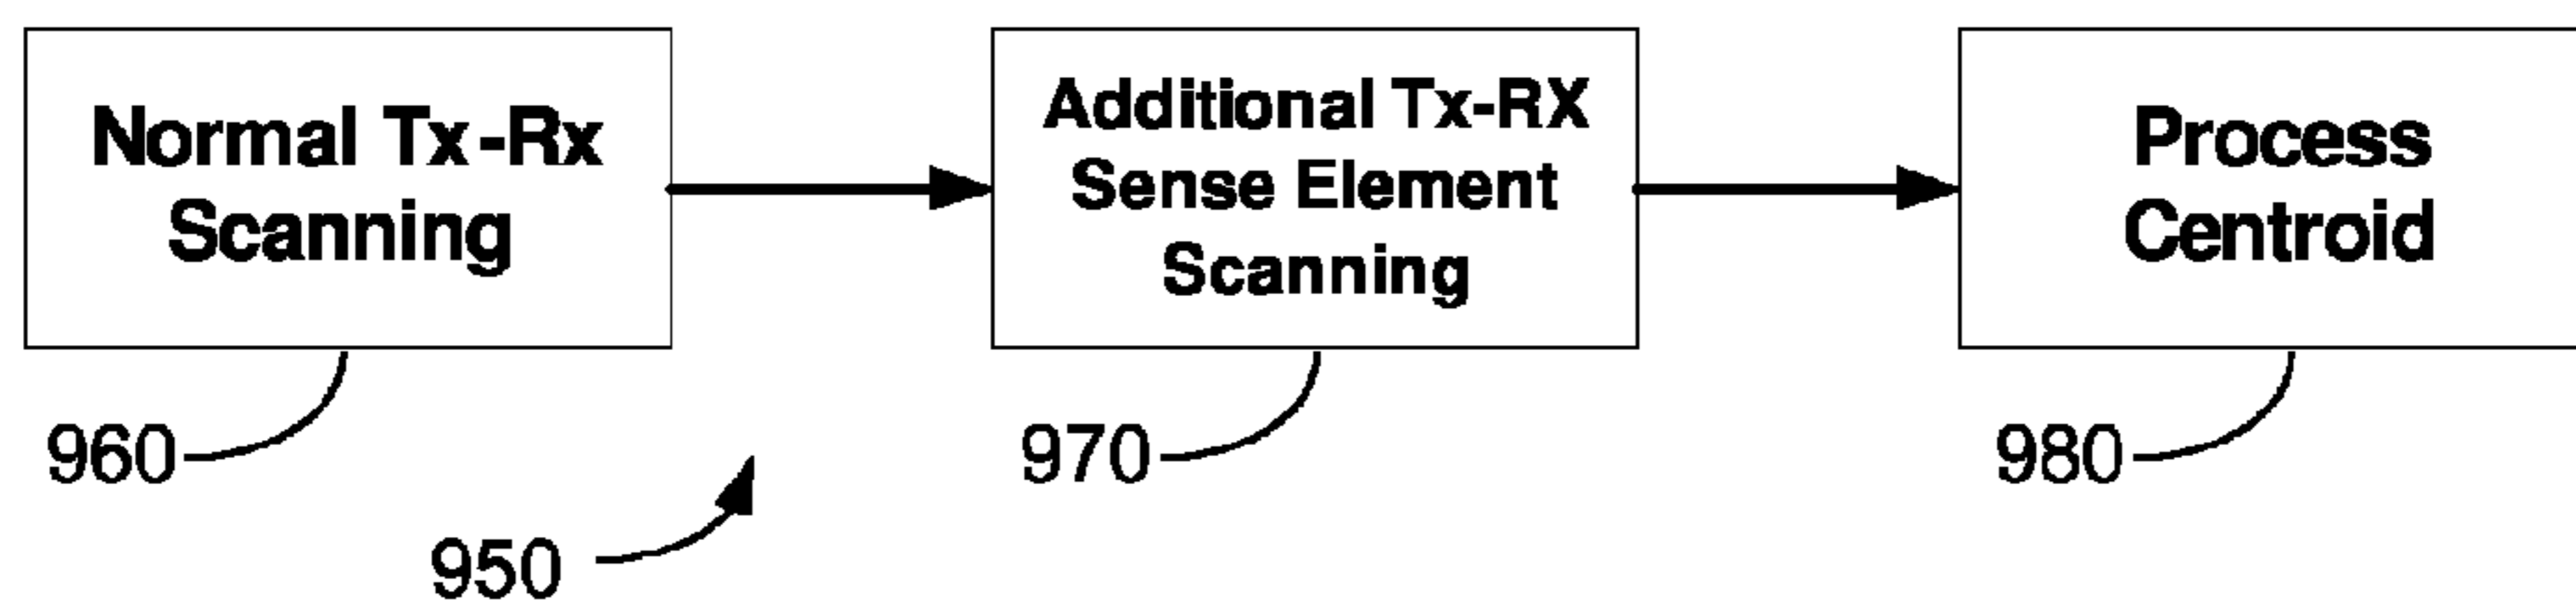 Normal Tx-Rx
Scanning
Additional Tx-RX
Sense Element
Scanning
Process
Centroid
960
970
980
950